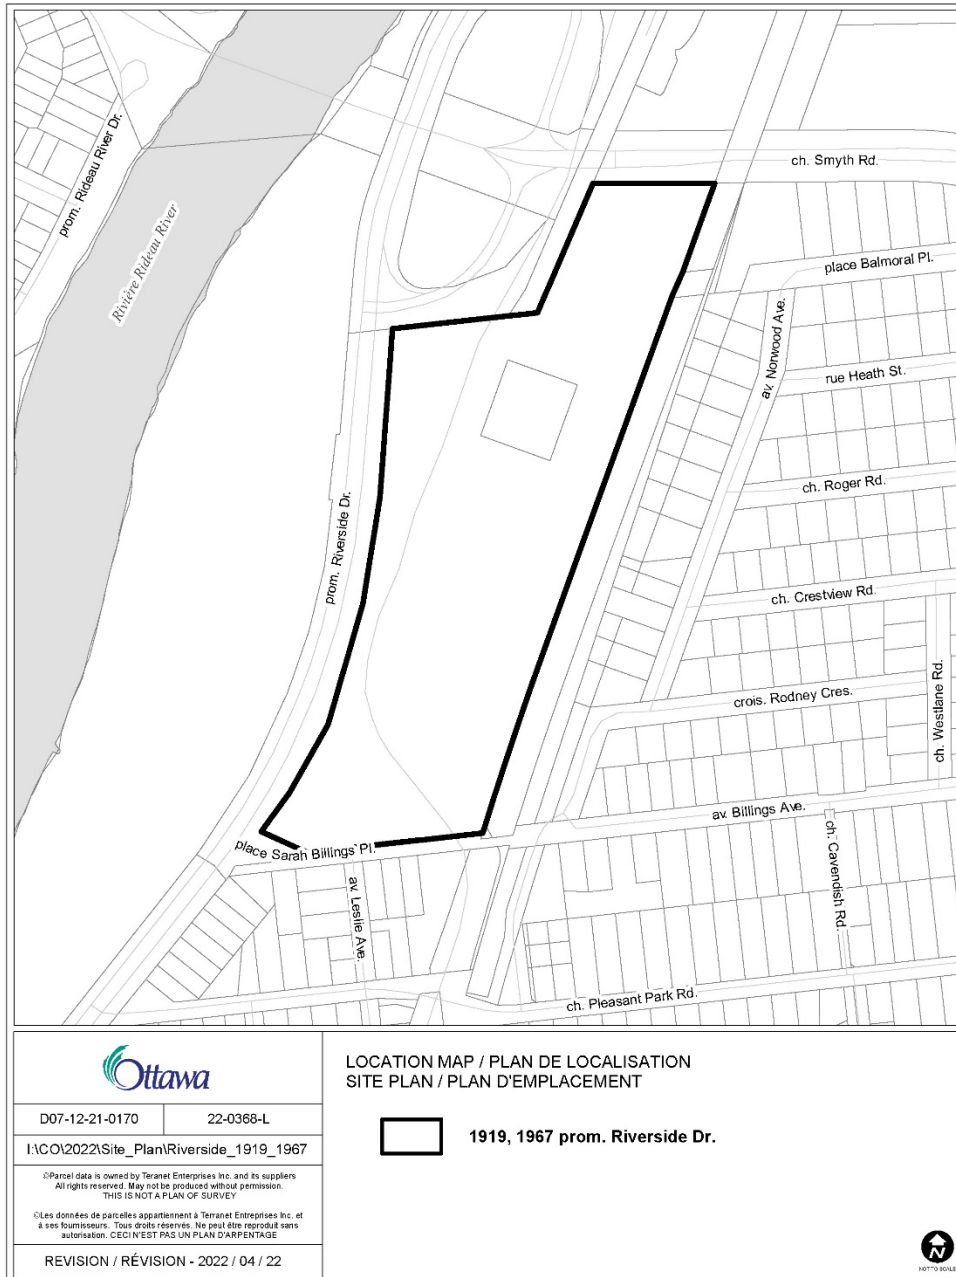 prom. Rideau River Dr.
Rivière Rideau River
ch. Smyth Rd.
place Balmoral Pl.
av. Norwood Ave.
rue Heath St.
ch. Roger Rd.
prom. Riverside Dr.
ch. Crestview Rd.
crois. Rodney Cres.
ch. Westlane Rd.
av. Billings Ave.
place Sarah Billings Pl.
av. Leslie Ave.
ch. Cavendish Rd.
ch. Pleasant Park Rd.
Ottawa
D07-12-21-0170
22-0368-L
I:\CO\2022\Site_Plan\Riverside_1919_1967
©Parcel data is owned by Teranet Enterprises Inc. and its suppliers
All rights reserved. May not be produced without permission.
THIS IS NOT A PLAN OF SURVEY
©Les données de parcelles appartiennent à Terranet Entreprises Inc. et
à ses fournisseurs. Tous droits réservés. Ne peut être reproduit sans
autorisation. CECI N'EST PAS UN PLAN D'ARPENTAGE
REVISION / RÉVISION - 2022 / 04 / 22
LOCATION MAP / PLAN DE LOCALISATION
SITE PLAN / PLAN D'EMPLACEMENT
1919, 1967 prom. Riverside Dr.
N
NOT TO SCALE